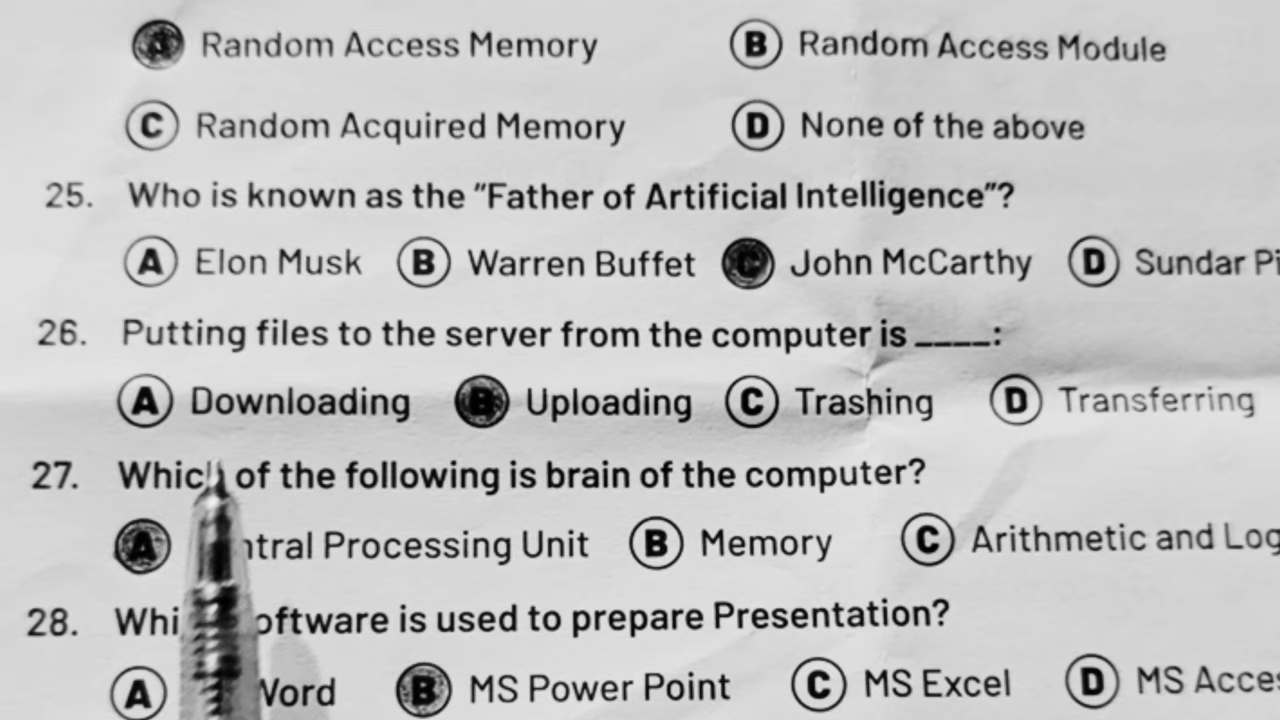 A Random Access Memory B Random Access Module
C Random Acquired Memory D None of the above
25. Who is known as the "Father of Artificial Intelligence"?
A Elon Musk B Warren Buffet C John McCarthy D Sundar
26. Putting files to the server from the computer is ____:
A Downloading B Uploading C Trashing D Transferring
27. of the following is brain of the computer?
A Processing Unit B Memory C Arithmetic and
28. is used to prepare Presentation?
A B MS Power Point C MS Excel D MS